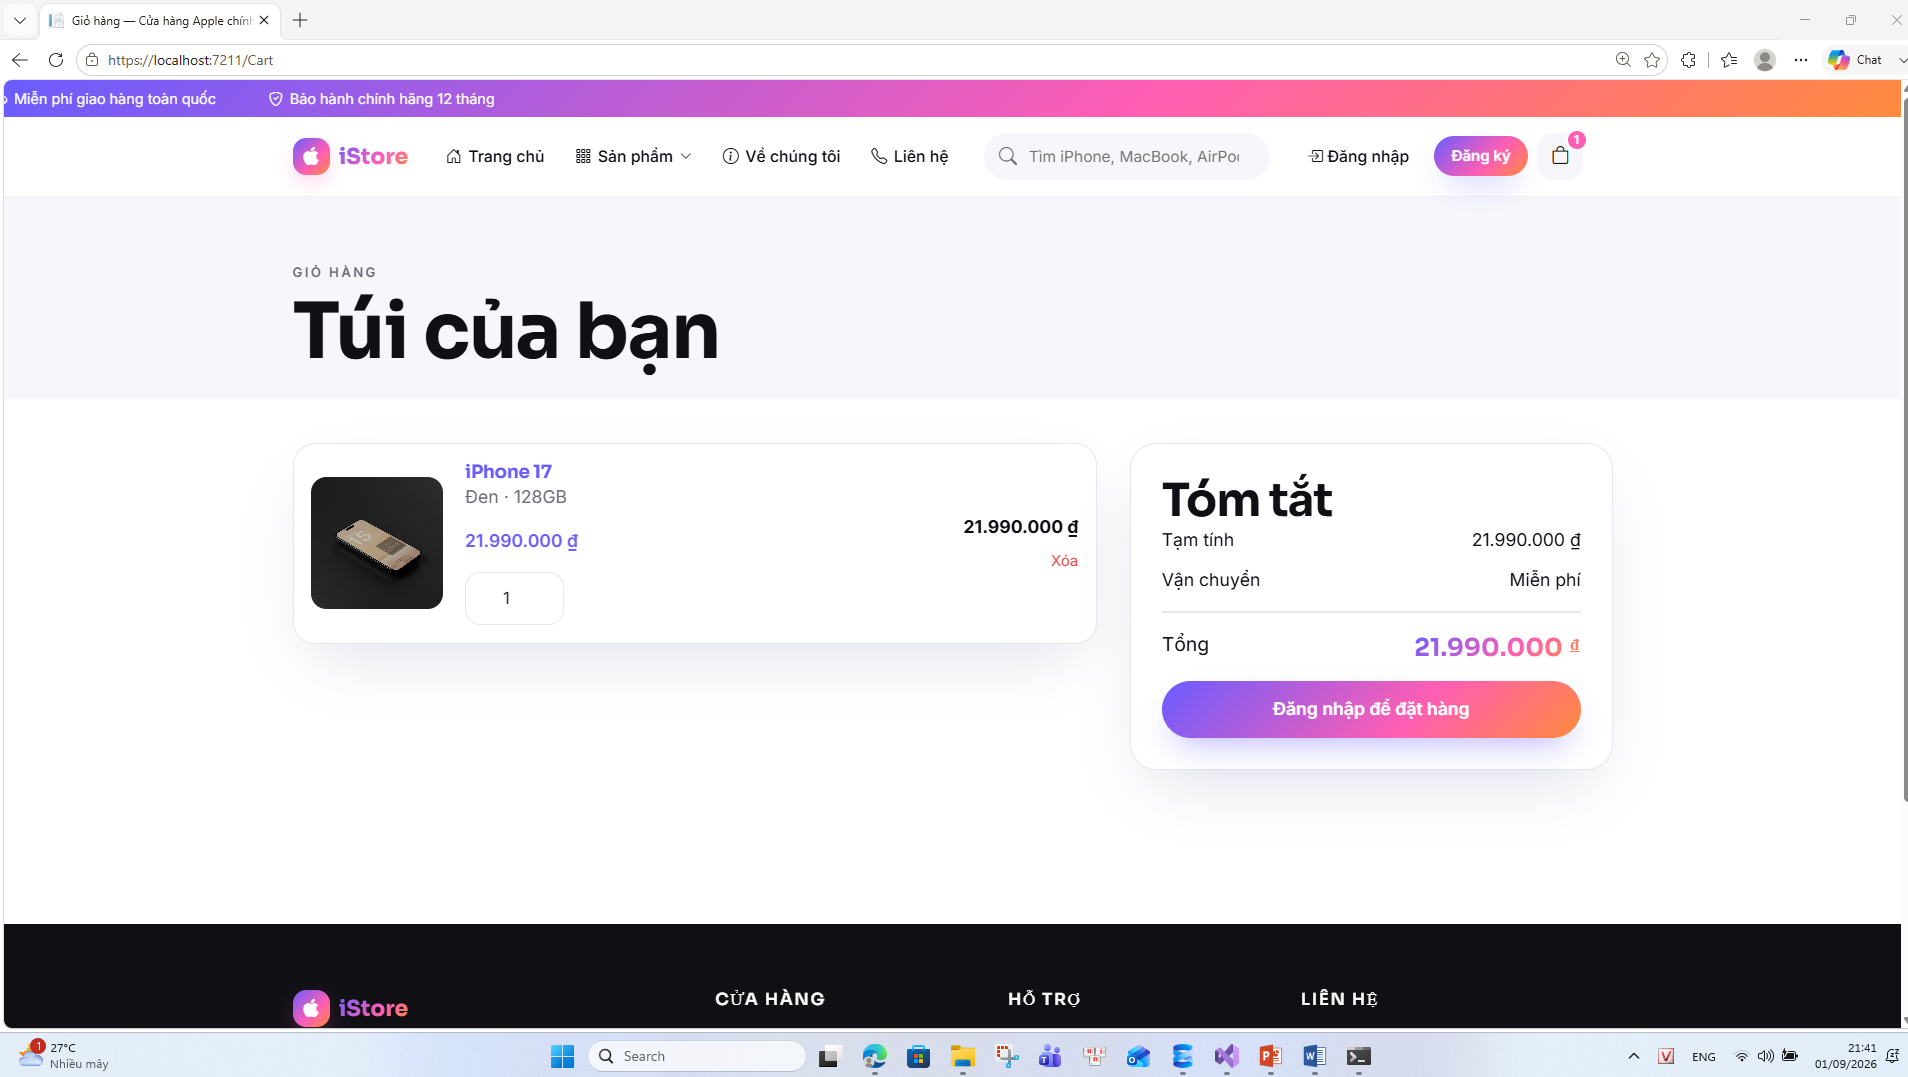 Giỏ hàng — Cửa hàng Apple chính
https://localhost:7211/Cart
Chat
Miễn phí giao hàng toàn quốc
Bảo hành chính hãng 12 tháng
iStore
Trang chủ
Sản phẩm
Về chúng tôi
Liên hệ
Tìm iPhone, MacBook, AirPo
Đăng nhập
Đăng ký
1
GIỎ HÀNG
Túi của bạn
iPhone 17
Đen · 128GB
21.990.000 ₫
1
21.990.000 ₫
Xóa
Tóm tắt
Tạm tính 21.990.000 ₫
Vận chuyển Miễn phí
Tổng 21.990.000 ₫
Đăng nhập để đặt hàng
iStore
CỬA HÀNG
HỖ TRỢ
LIÊN HỆ
1
27°C
Nhiều mây
Search
ENG
21:41
01/09/2026